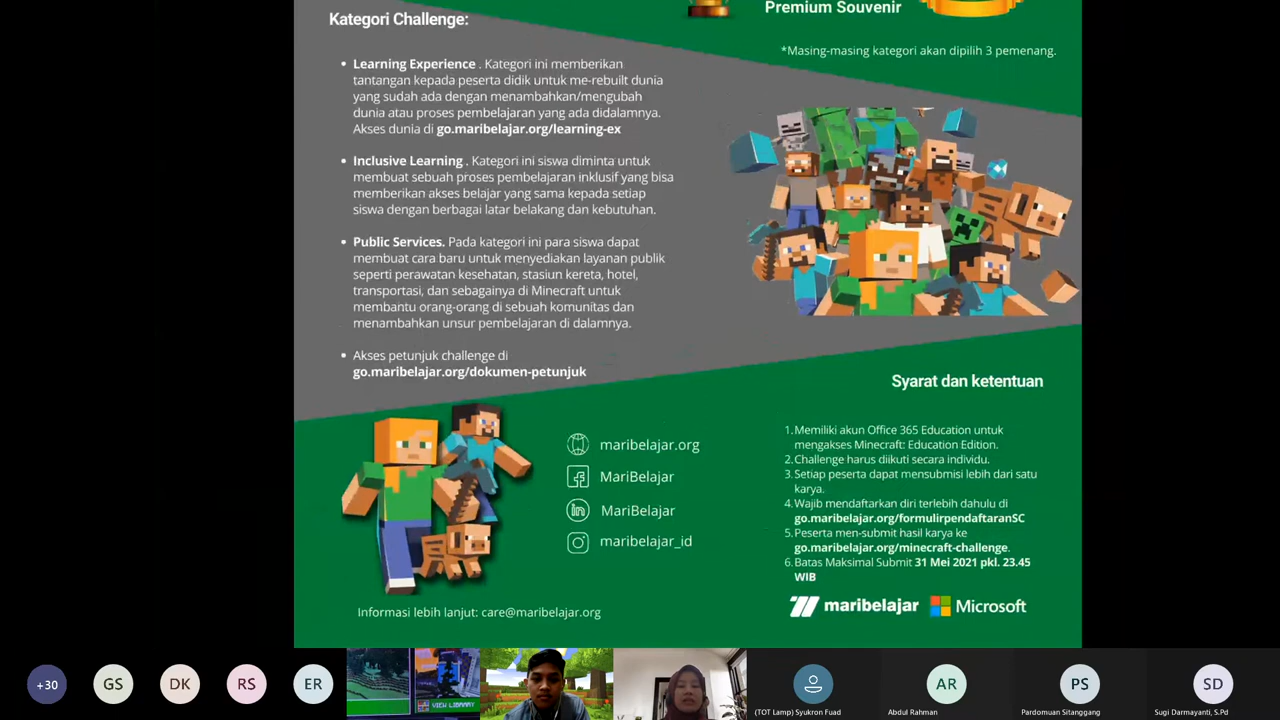 Premium Souvenir
*Masing-masing kategori akan dipilih 3 pemenang.
Kategori Challenge:
• Learning Experience . Kategori ini memberikan
tantangan kepada peserta didik untuk me-rebuilt dunia
yang sudah ada dengan menambahkan/mengubah
dunia atau proses pembelajaran yang ada didalamnya.
Akses dunia di go.maribelajar.org/learning-ex
• Inclusive Learning . Kategori ini siswa diminta untuk
membuat sebuah proses pembelajaran inklusif yang bisa
memberikan akses belajar yang sama kepada setiap
siswa dengan berbagai latar belakang dan kebutuhan.
• Public Services. Pada kategori ini para siswa dapat
membuat cara baru untuk menyediakan layanan publik
seperti perawatan kesehatan, stasiun kereta, hotel,
transportasi, dan sebagainya di Minecraft untuk
membantu orang-orang di sebuah komunitas dan
menambahkan unsur pembelajaran di dalamnya.
• Akses petunjuk challenge di
go.maribelajar.org/dokumen-petunjuk
maribelajar.org
MariBelajar
MariBelajar
maribelajar_id
Informasi lebih lanjut: care@maribelajar.org
Syarat dan ketentuan
1. Memiliki akun Office 365 Education untuk
mengakses Minecraft: Education Edition.
2. Challenge harus diikuti secara individu.
3. Setiap peserta dapat mensubmisi lebih dari satu
karya.
4. Wajib mendaftarkan diri terlebih dahulu di
go.maribelajar.org/formulirpendaftaranSC
5. Peserta men-submit hasil karya ke
go.maribelajar.org/minecraft-challenge.
6. Batas Maksimal Submit 31 Mei 2021 pkl. 23.45
WIB
maribelajar Microsoft
+30 GS DK RS ER
VIEW LIBRARY
(TOT Lamp) Syukron Fuad
AR
Abdul Rahman
PS
Pardomuan Sitanggang
SD
Sugi Darmayanti, S.Pd